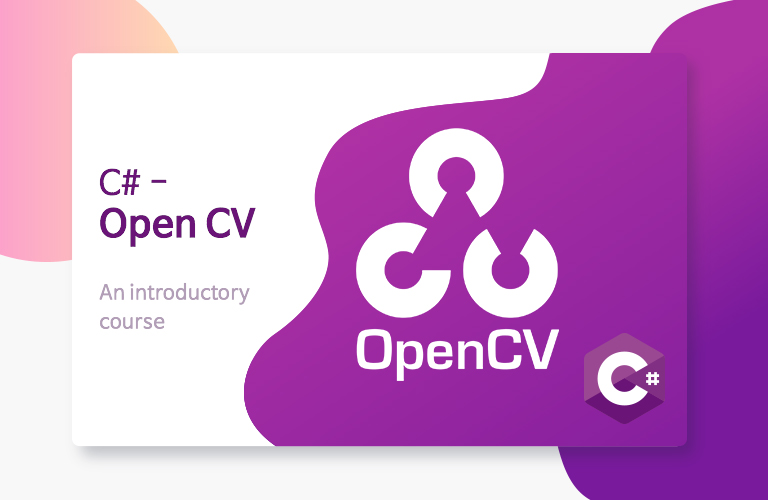 C# –
Open CV
An introductory
course
OpenCV
C#